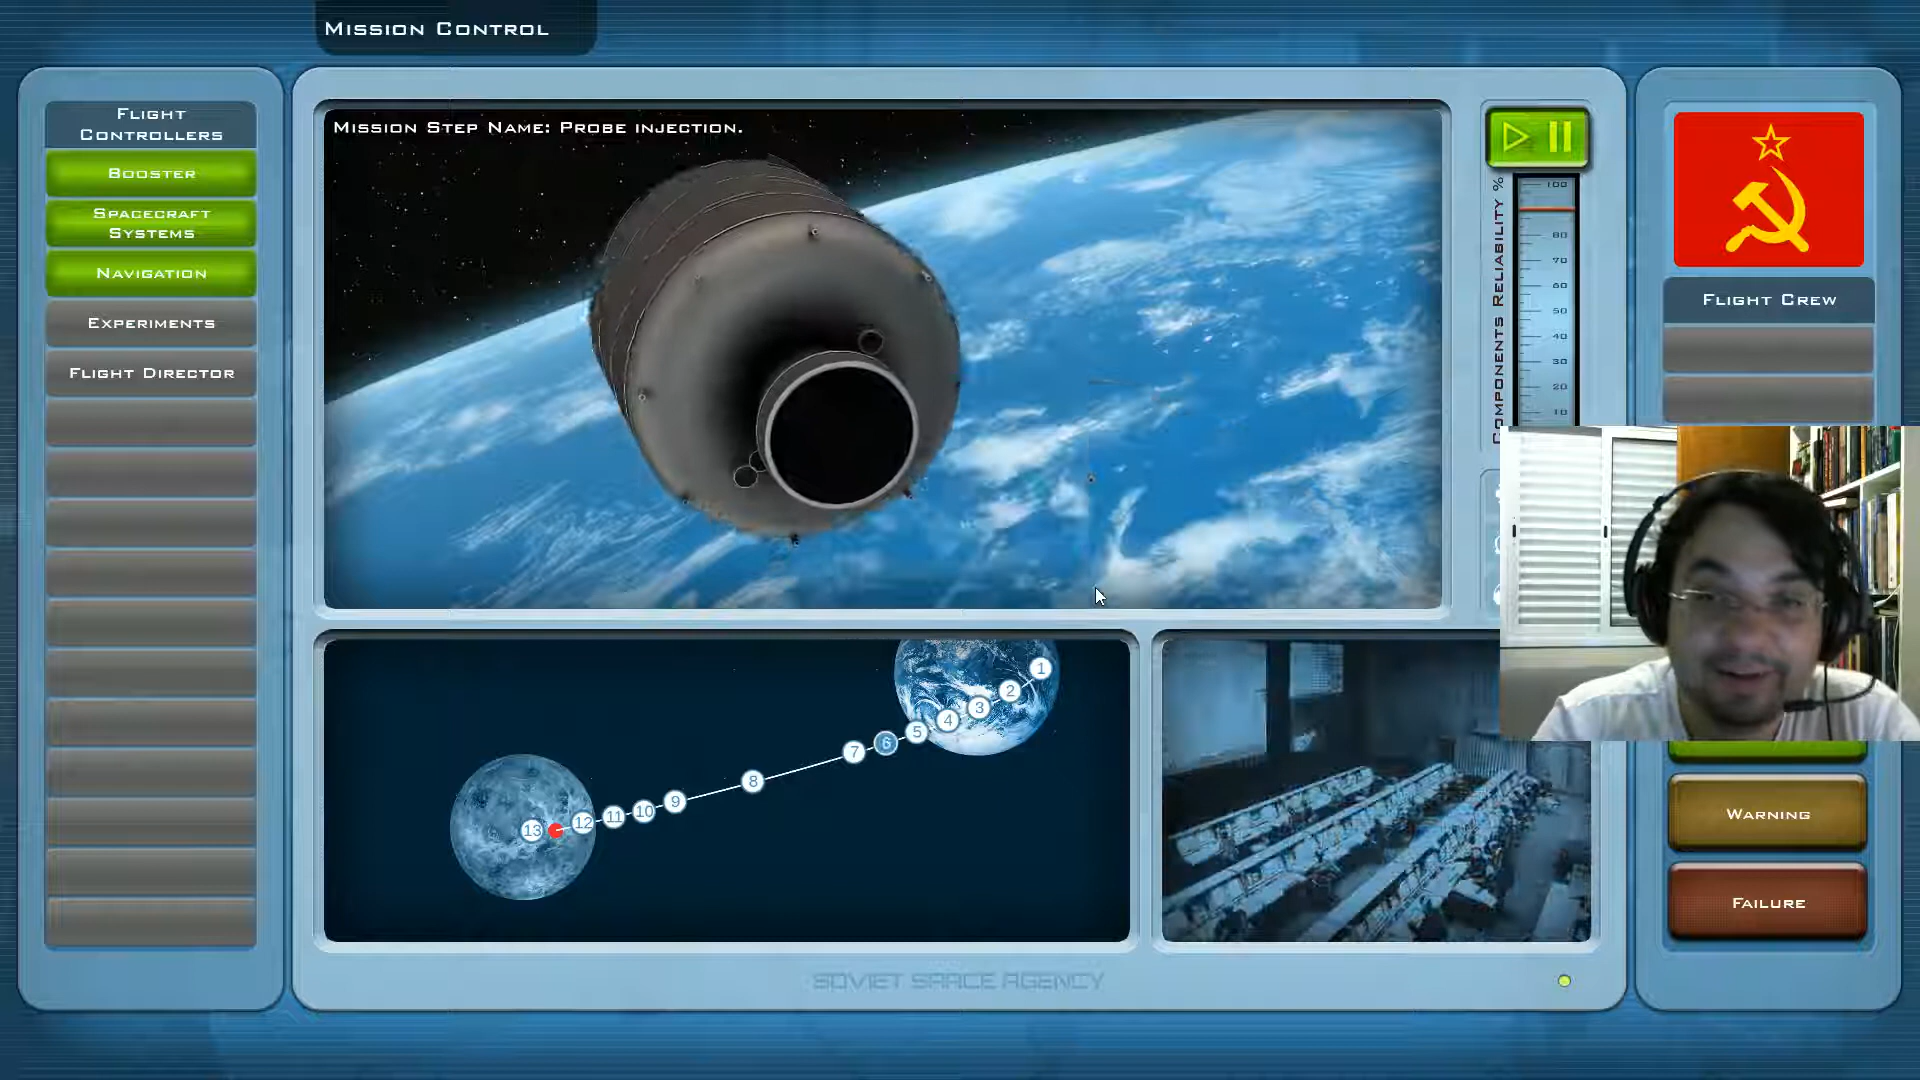 Mission Control
Flight
Controllers
Booster
Spacecraft
Systems
Navigation
Experiments
Flight Director
Mission Step Name: Probe injection.
Components Reliability %
100
80
70
60
50
40
30
20
10
Flight Crew
1
2
3
4
5
6
7
8
9
10
11
12
13
Warning
Failure
Soviet Space Agency